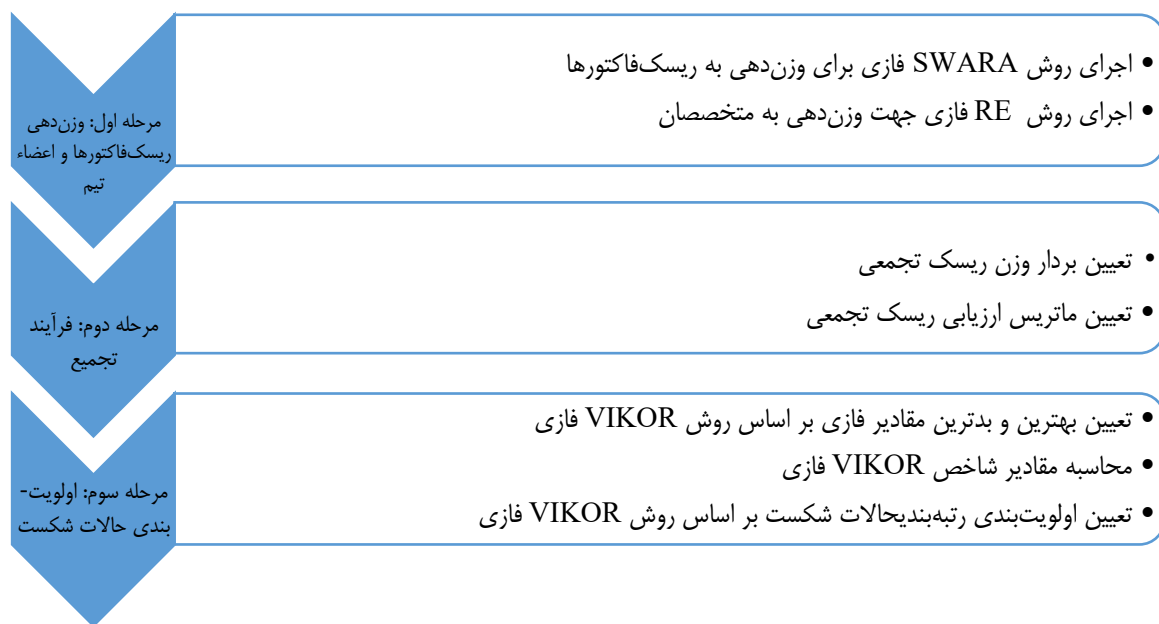 مرحله اول: وزن‌دهی
ریسک‌فاکتورها و اعضاء
تیم
• اجرای روش SWARA فازی برای وزن‌دهی به ریسک‌فاکتورها
• اجرای روش RE فازی جهت وزن‌دهی به متخصصان
مرحله دوم: فرآیند
تجمیع
• تعیین بردار وزن ریسک تجمعی
• تعیین ماتریس ارزیابی ریسک تجمعی
مرحله سوم: اولویت-
بندی حالات شکست
• تعیین بهترین و بدترین مقادیر فازی بر اساس روش VIKOR فازی
• محاسبه مقادیر شاخص VIKOR فازی
• تعیین اولویت‌بندی رتبه‌بندیحالات شکست بر اساس روش VIKOR فازی